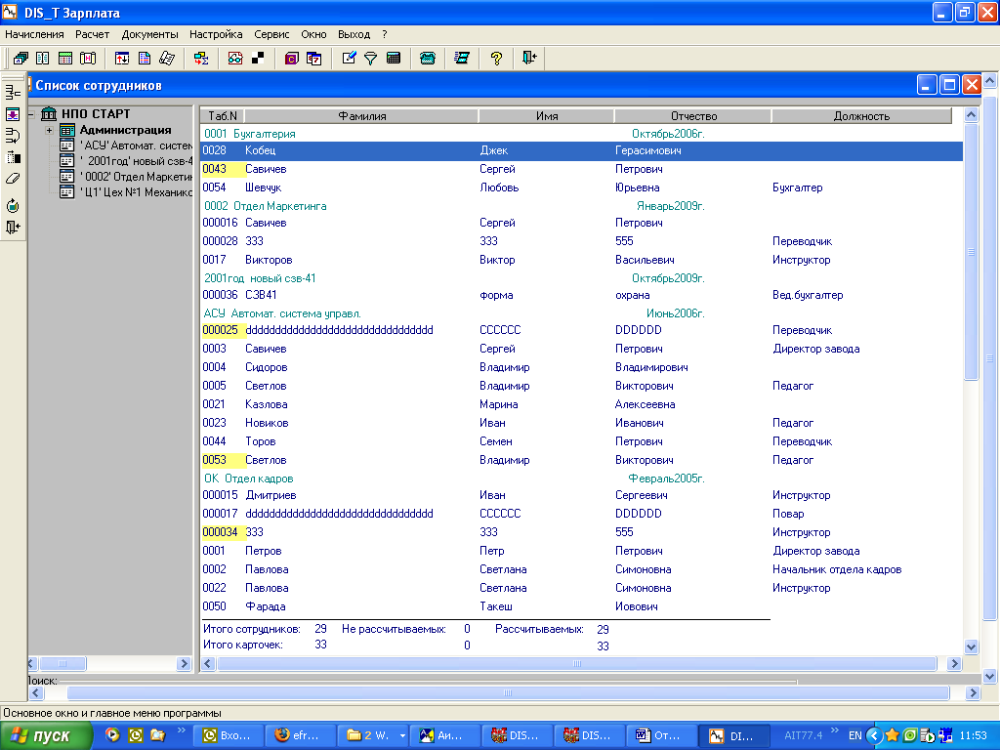 DIS_T Зарплата
Начисления Расчет Документы Настройка Сервис Окно Выход ?
Список сотрудников
НПО СТАРТ
Администрация
'АСУ' Автомат. систем
' 2001год' новый сзв-4
'0002' Отдел Маркетин
'Ц1' Цех №1 Механико
Таб.N Фамилия Имя Отчество Должность
0001 Бухгалтерия Октябрь2006г.
0028 Кобец Джек Герасимович
0043 Савичев Сергей Петрович
0054 Шевчук Любовь Юрьевна Бухгалтер
0002 Отдел Маркетинга Январь2009г.
000016 Савичев Сергей Петрович
000028 333 333 555 Переводчик
0017 Викторов Виктор Васильевич Инструктор
2001год новый сзв-41 Октябрь2009г.
000036 СЗВ41 форма охрана Вед.бухгалтер
АСУ Автомат. система управл. Июнь2006г.
000025 dddddddddddddddddddddddddddddddd CCCCCC DDDDDD Переводчик
0003 Савичев Сергей Петрович Директор завода
0004 Сидоров Владимир Владимирович
0005 Светлов Владимир Викторович Педагог
0021 Казлова Марина Алексеевна
0023 Новиков Иван Иванович Педагог
0044 Торов Семен Петрович Переводчик
0053 Светлов Владимир Викторович Педагог
ОК Отдел кадров Февраль2005г.
000015 Дмитриев Иван Сергеевич Инструктор
000017 dddddddddddddddddddddddddddddddd CCCCCC DDDDDD Повар
000034 333 333 555 Инструктор
0001 Петров Петр Петрович Директор завода
0002 Павлова Светлана Симоновна Начальник отдела кадров
0022 Павлова Светлана Симоновна Инструктор
0050 Фарада Такеш Иовович
Итого сотрудников: 29 Не рассчитываемых: 0 Рассчитываемых: 29
Итого карточек: 33 0 33
Поиск:
Основное окно и главное меню программы
пуск Вхо... efr... 2 W. Аи... DIS... DIS... От... DI... AIT77.4 EN 11:53